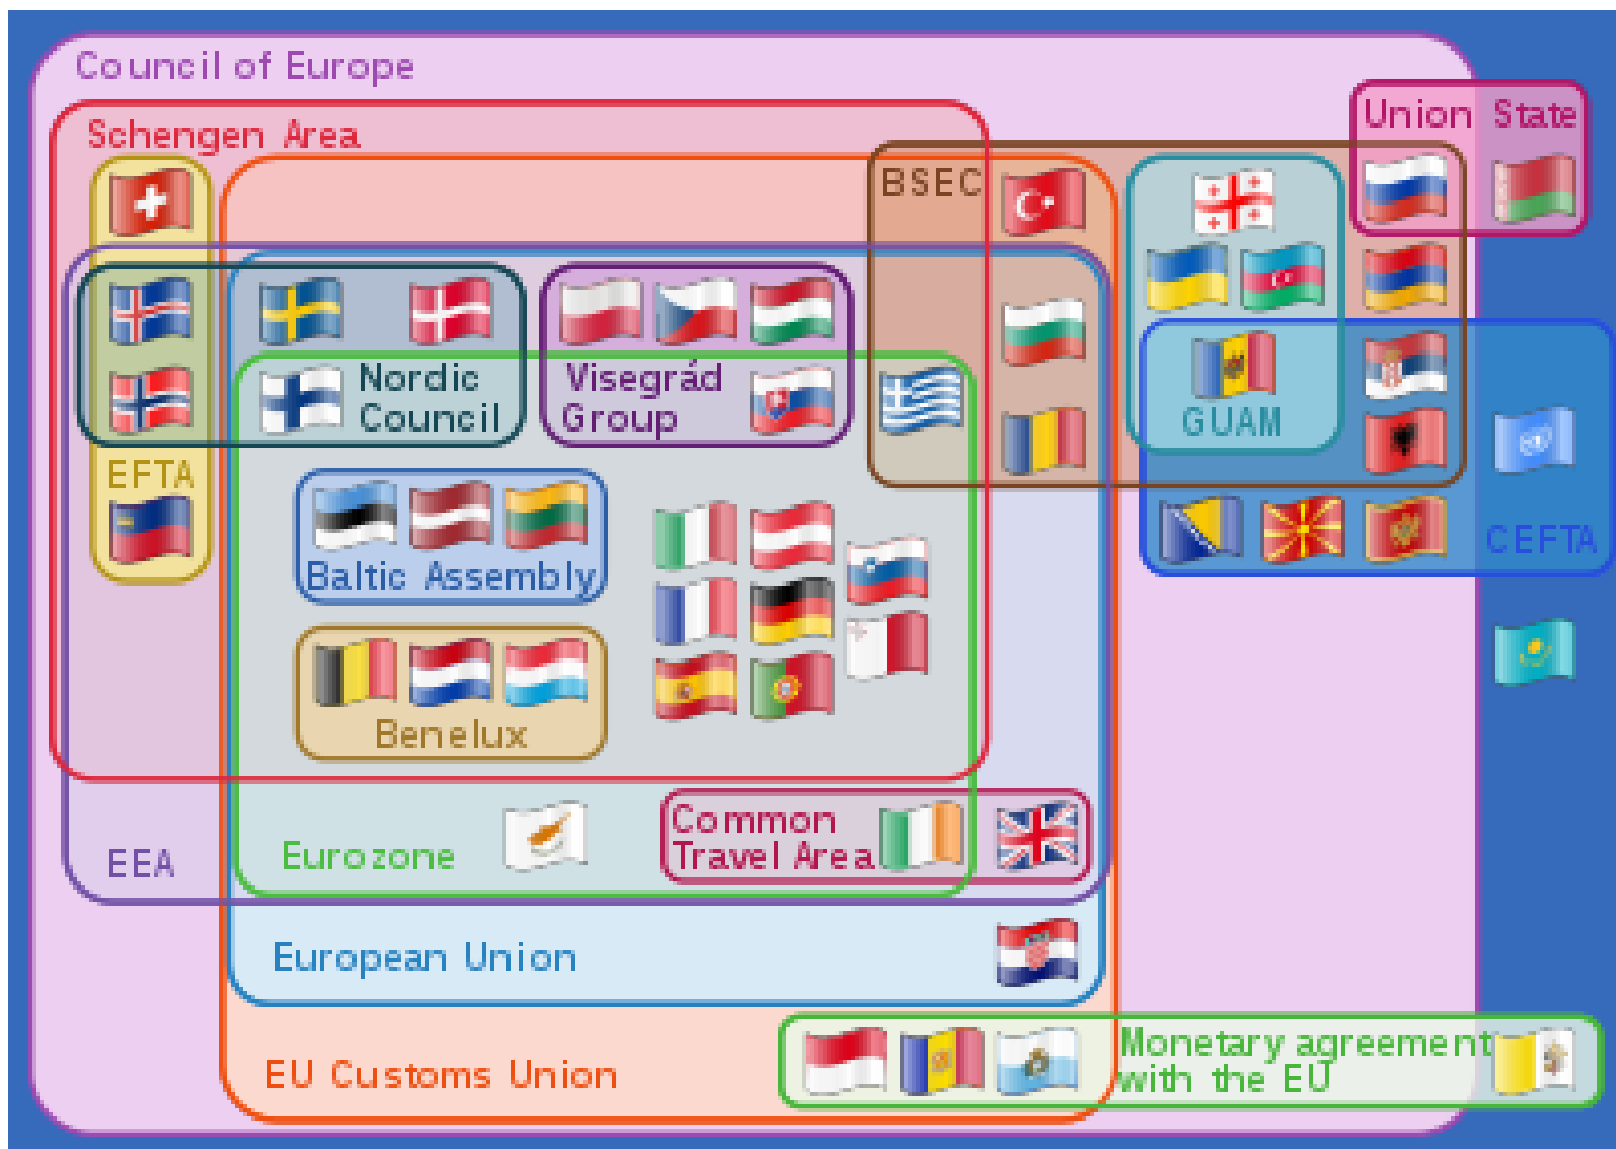 Council of Europe
Schengen Area
Union State
BSEC
Nordic
Council
Visegrád
Group
GUAM
EFTA
Baltic Assembly
CEFTA
Benelux
Common
Travel Area
Eurozone
EEA
European Union
EU Customs Union
Monetary agreement
with the EU